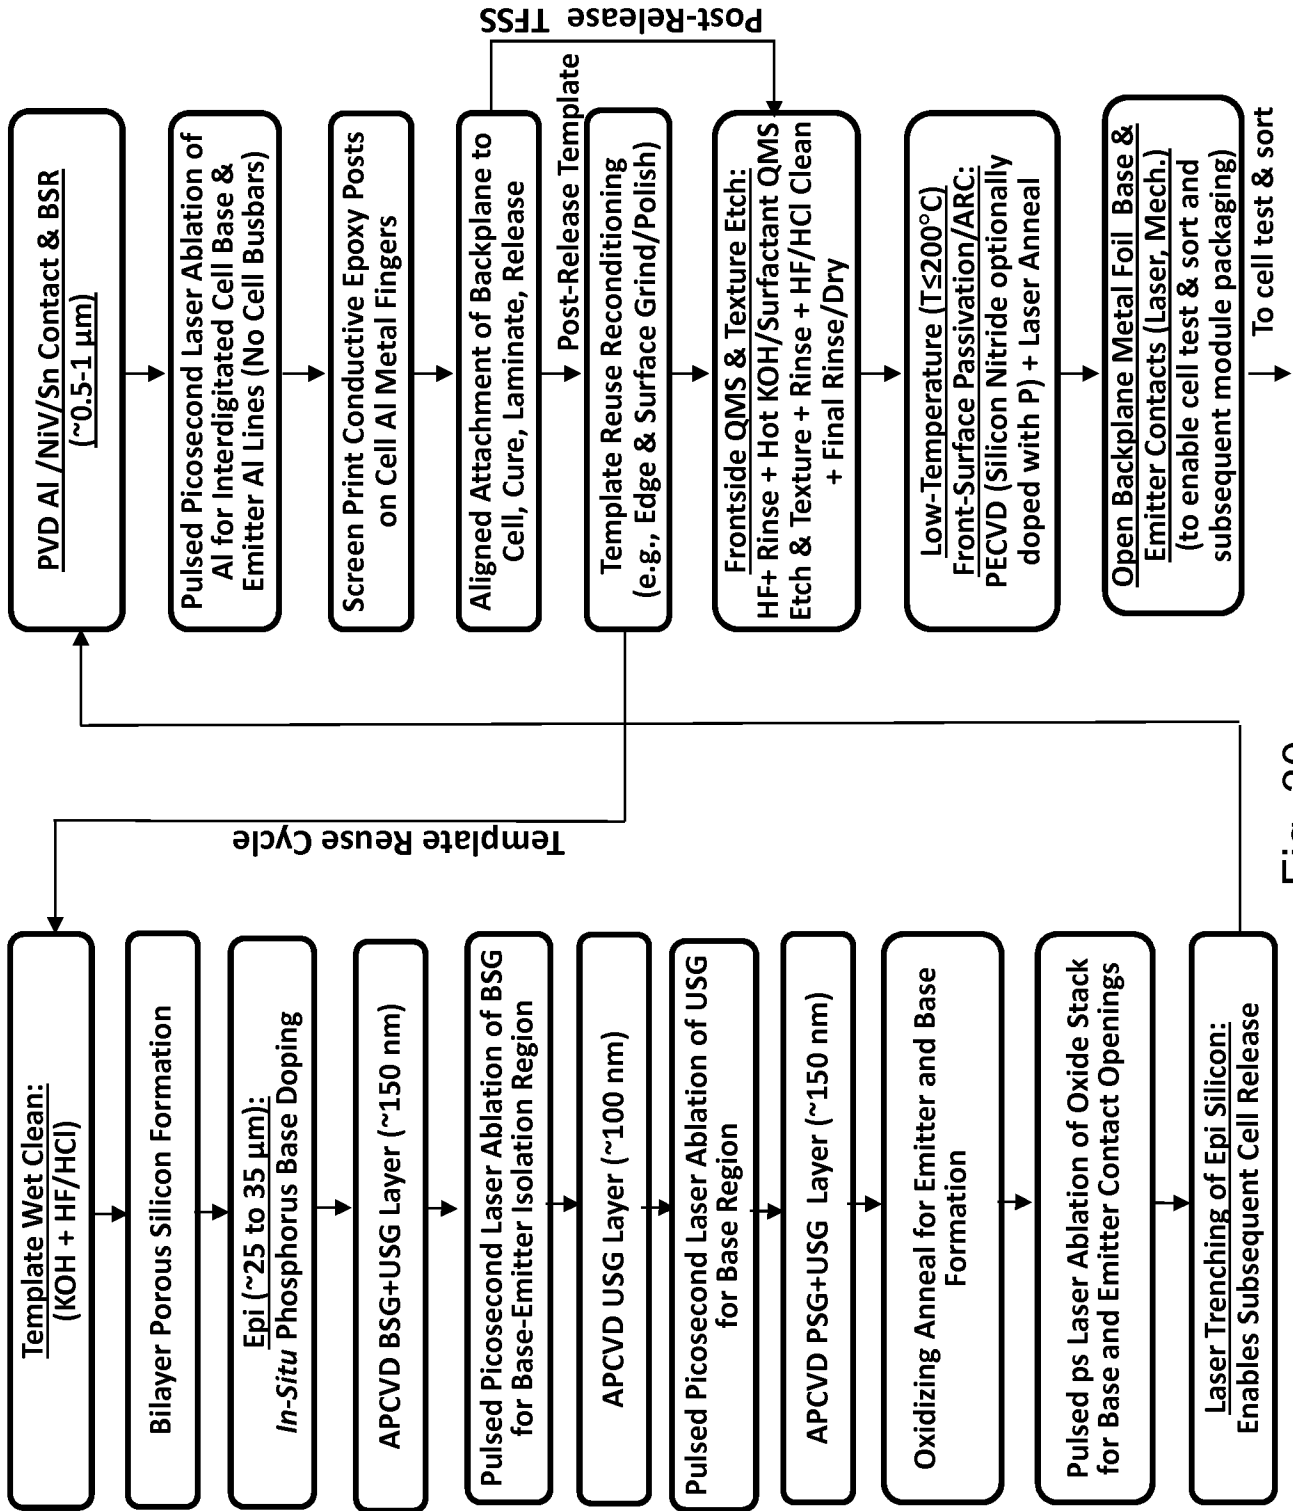 Template Wet Clean:
(KOH + HF/HCl)
Bilayer Porous Silicon Formation
Epi (~25 to 35 µm):
In-Situ Phosphorus Base Doping
APCVD BSG+USG Layer (~150 nm)
Pulsed Picosecond Laser Ablation of BSG
for Base-Emitter Isolation Region
APCVD USG Layer (~100 nm)
Pulsed Picosecond Laser Ablation of USG
for Base Region
APCVD PSG+USG Layer (~150 nm)
Oxidizing Anneal for Emitter and Base
Formation
Pulsed ps Laser Ablation of Oxide Stack
for Base and Emitter Contact Openings
Laser Trenching of Epi Silicon:
Enables Subsequent Cell Release
Template Reuse Cycle
PVD Al /NiV/Sn Contact & BSR
(~0.5-1 µm)
Pulsed Picosecond Laser Ablation of
Al for Interdigitated Cell Base &
Emitter Al Lines (No Cell Busbars)
Screen Print Conductive Epoxy Posts
on Cell Al Metal Fingers
Aligned Attachment of Backplane to
Cell, Cure, Laminate, Release
Post-Release Template
Template Reuse Reconditioning
(e.g., Edge & Surface Grind/Polish)
Post-Release TFSS
Frontside QMS & Texture Etch:
HF+ Rinse + Hot KOH/Surfactant QMS
Etch & Texture + Rinse + HF/HCl Clean
+ Final Rinse/Dry
Low-Temperature (T≤200°C)
Front-Surface Passivation/ARC:
PECVD (Silicon Nitride optionally
doped with P) + Laser Anneal
Open Backplane Metal Foil Base &
Emitter Contacts (Laser, Mech.)
(to enable cell test & sort and
subsequent module packaging)
To cell test & sort